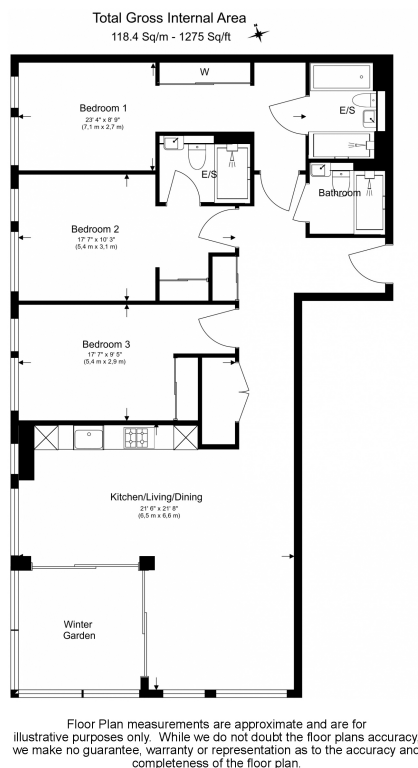 Total Gross Internal Area
118.4 Sq/m - 1275 Sq/ft
N
W
Bedroom 1
23' 4" x 8' 9"
(7,1 m x 2,7 m)
E/S
E/S
Bathroom
Bedroom 2
17' 7" x 10' 3"
(5,4 m x 3,1 m)
Bedroom 3
17' 7" x 9' 5"
(5,4 m x 2,9 m)
Kitchen/Living/Dining
21' 6" x 21' 8"
(6,5 m x 6,6 m)
Winter
Garden
Floor Plan measurements are approximate and are for
illustrative purposes only. While we do not doubt the floor plans accuracy,
we make no guarantee, warranty or representation as to the accuracy and
completeness of the floor plan.